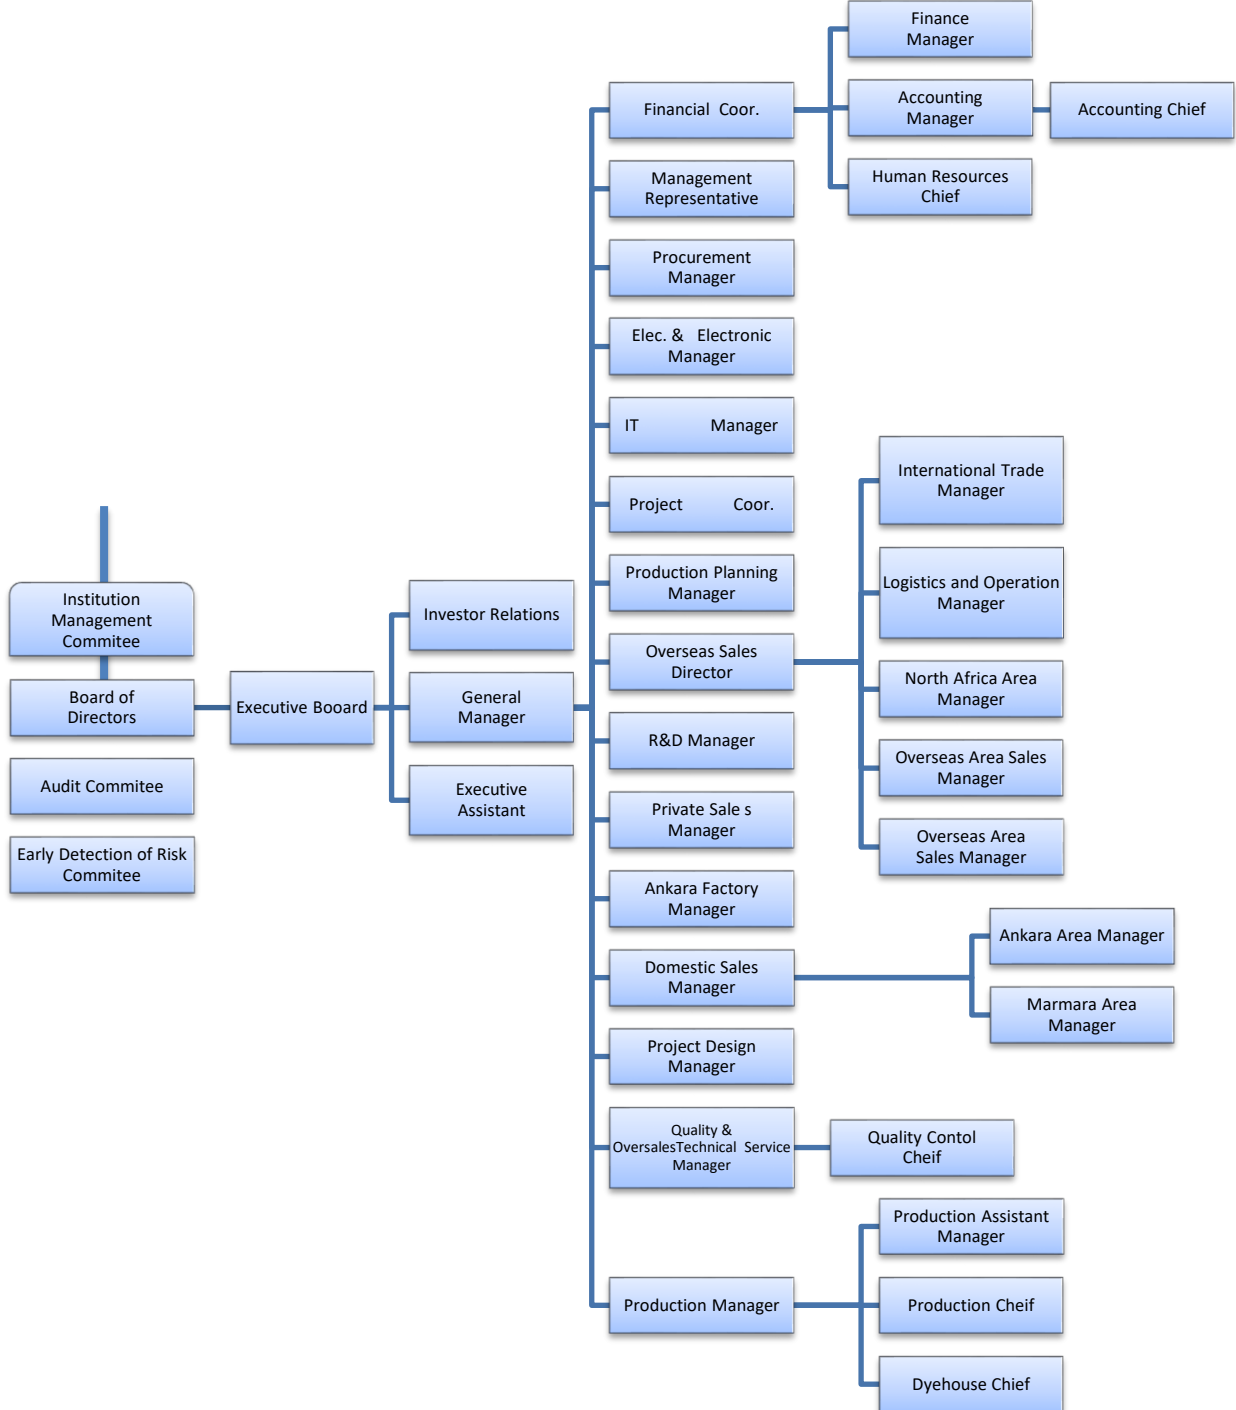 Finance
Manager
Financial Coor.
Accounting
Manager
Accounting Chief
Human Resources
Chief
Management
Representative
Procurement
Manager
Elec. & Electronic
Manager
IT Manager
Project Coor.
Production Planning
Manager
Overseas Sales
Director
International Trade
Manager
Logistics and Operation
Manager
North Africa Area
Manager
Overseas Area Sales
Manager
Overseas Area
Sales Manager
Institution
Management
Commitee
Board of
Directors
Audit Commitee
Early Detection of Risk
Commitee
Executive Booard
Investor Relations
General
Manager
Executive
Assistant
R&D Manager
Private Sale s
Manager
Ankara Factory
Manager
Domestic Sales
Manager
Ankara Area Manager
Marmara Area
Manager
Project Design
Manager
Quality &
OversalesTechnical Service
Manager
Quality Contol
Cheif
Production Manager
Production Assistant
Manager
Production Cheif
Dyehouse Chief